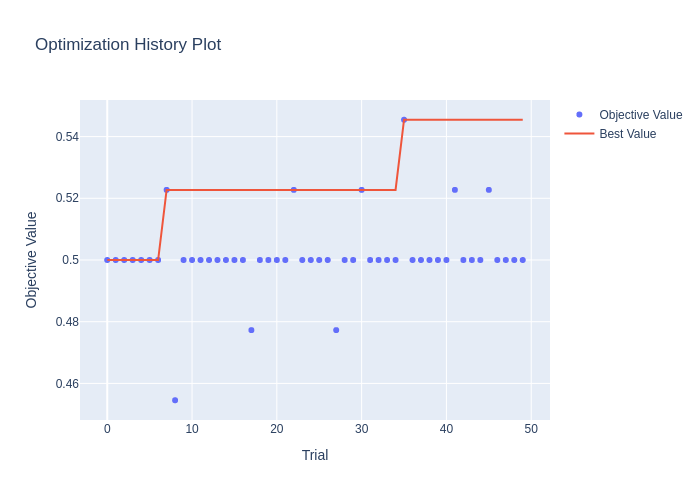 Optimization History Plot
Objective Value
Best Value
0.54
0.52
0.5
0.48
0.46
Objective Value
0
10
20
30
40
50
Trial